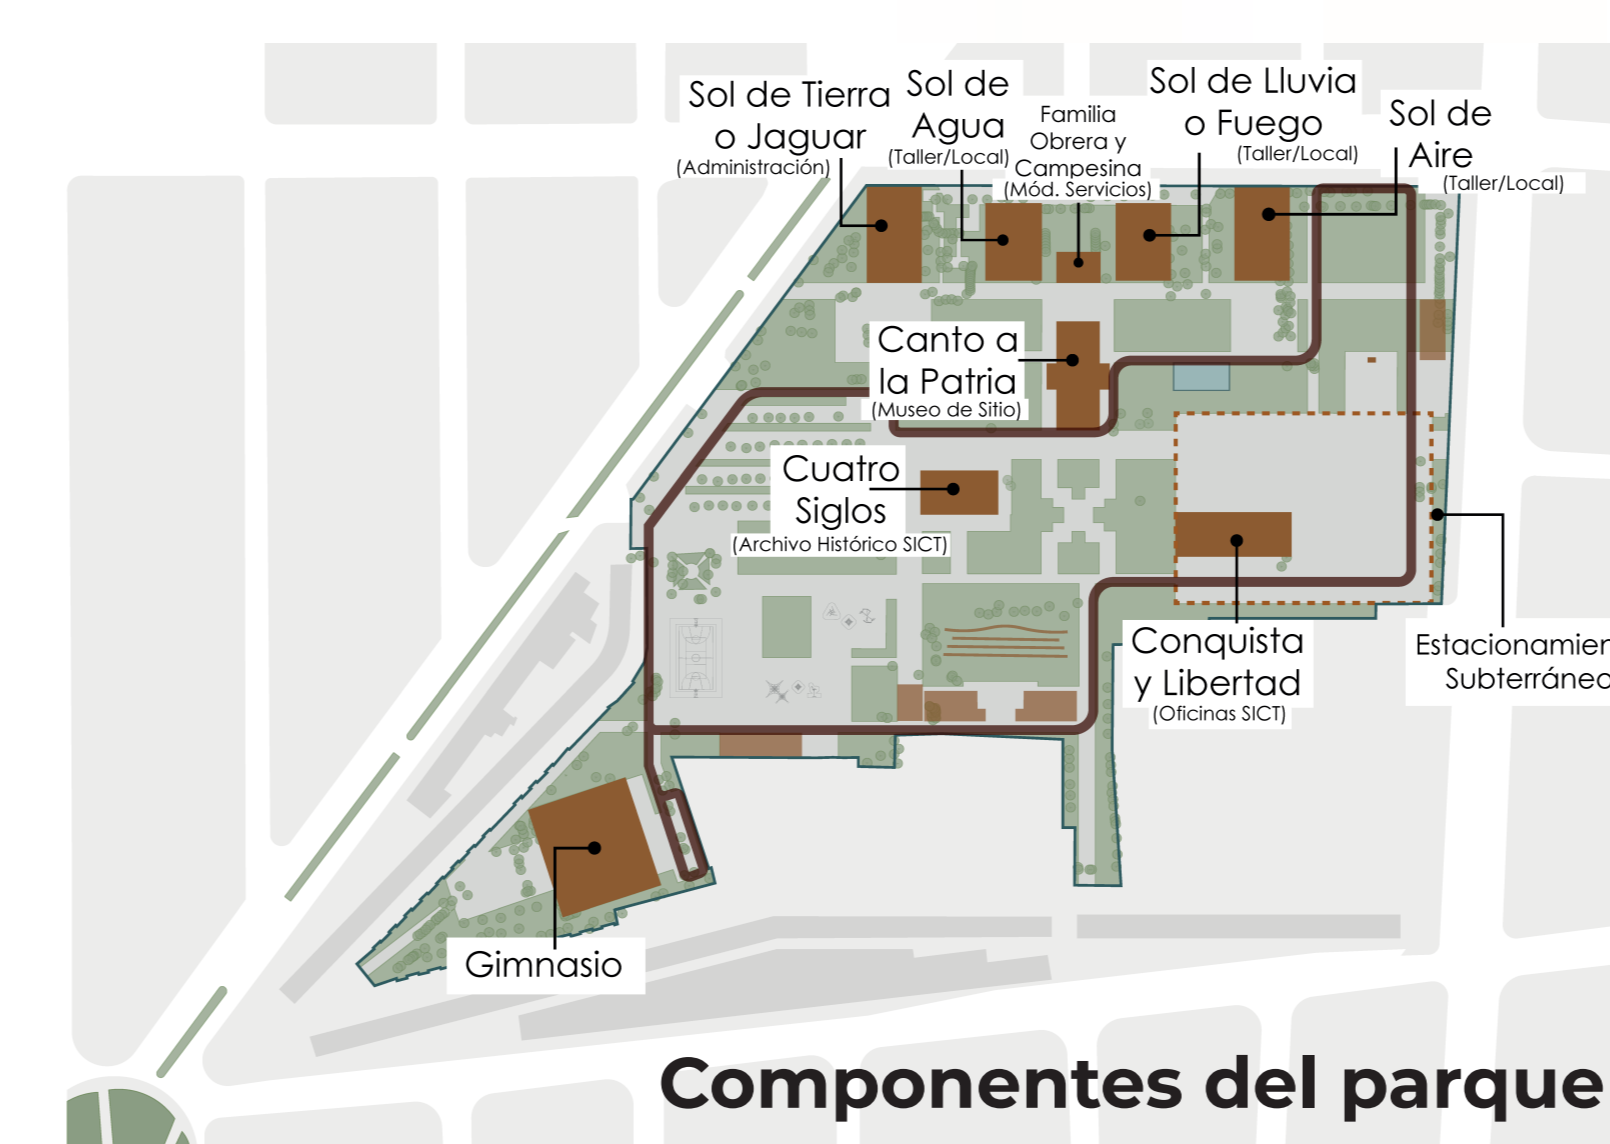 Sol de Tierra
o Jaguar
(Administración)
Sol de
Agua
(Taller/Local)
Familia
Obrera y
Campesina
(Mód. Servicios)
Sol de Lluvia
o Fuego
(Taller/Local)
Sol de
Aire
(Taller/Local)
Canto a
la Patria
(Museo de Sitio)
Cuatro
Siglos
(Archivo Histórico SICT)
Conquista
y Libertad
(Oficinas SICT)
Estacionamien
Subterráneo
Gimnasio
Componentes del parque